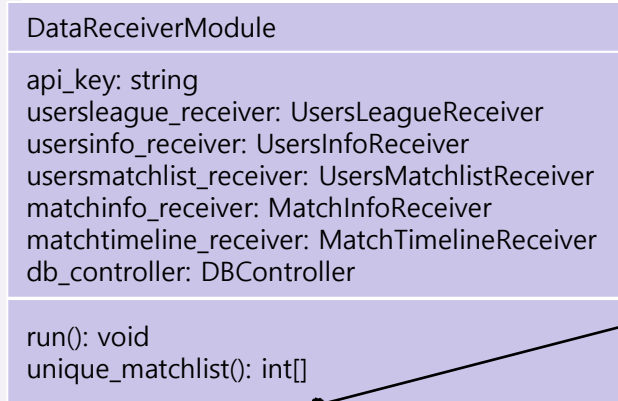 DataReceiverModule
api_key: string
usersleague_receiver: UsersLeagueReceiver
usersinfo_receiver: UsersInfoReceiver
usersmatchlist_receiver: UsersMatchlistReceiver
matchinfo_receiver: MatchInfoReceiver
matchtimeline_receiver: MatchTimelineReceiver
db_controller: DBController
run(): void
unique_matchlist(): int[]